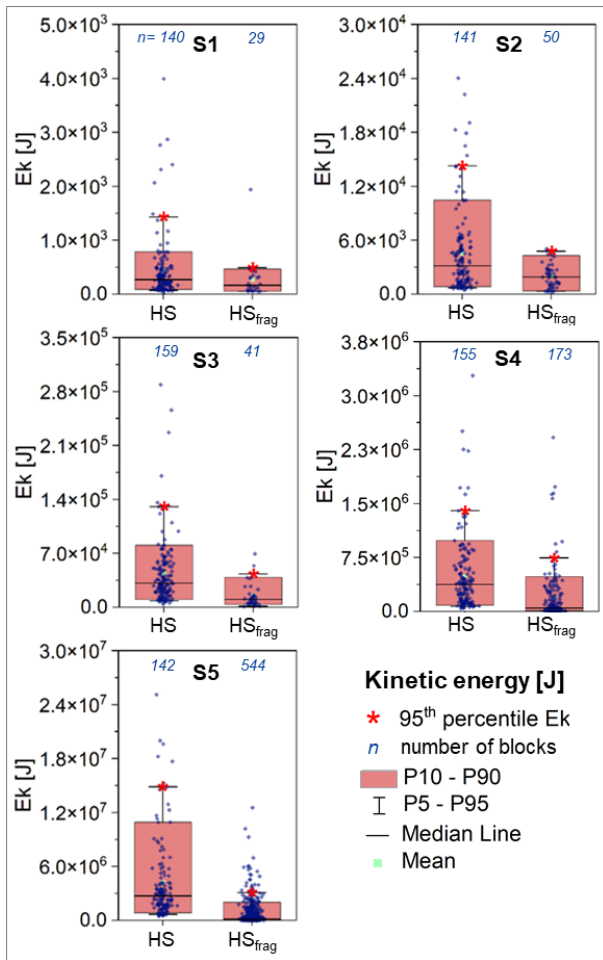 n= 140 S1 29
5.0×10³
4.0×10³
3.0×10³
2.0×10³
1.0×10³
0.0
Ek [J]
HS HSfrag
141 S2 50
3.0×10⁴
2.4×10⁴
1.8×10⁴
1.2×10⁴
6.0×10³
0.0
Ek [J]
HS HSfrag
159 S3 41
3.5×10⁵
2.8×10⁵
2.1×10⁵
1.4×10⁵
7.0×10⁴
0.0
Ek [J]
HS HSfrag
155 S4 173
3.8×10⁶
3.0×10⁶
2.3×10⁶
1.5×10⁶
7.5×10⁵
0.0
Ek [J]
HS HSfrag
142 S5 544
3.0×10⁷
2.4×10⁷
1.8×10⁷
1.2×10⁷
6.0×10⁶
0.0
Ek [J]
HS HSfrag
Kinetic energy [J]
95th percentile Ek
n number of blocks
P10 - P90
P5 - P95
Median Line
Mean